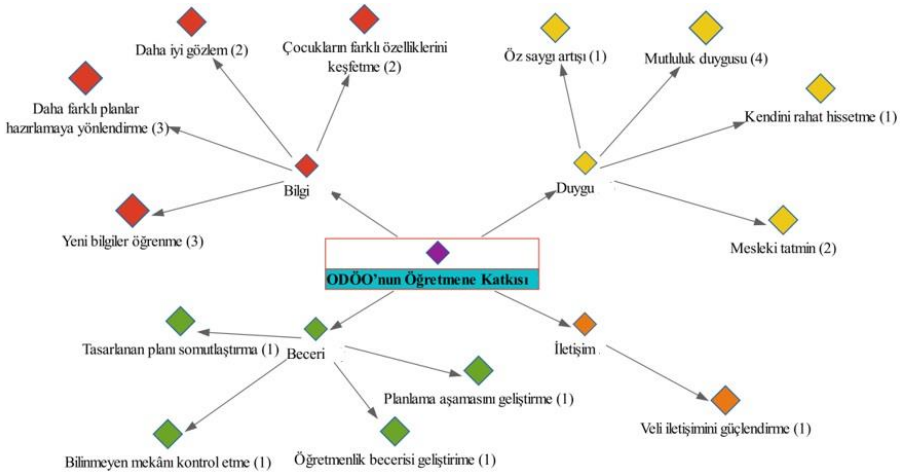 Daha iyi gözlem (2)
Çocukların farklı özelliklerini
keşfetme (2)
Daha farklı planlar
hazırlamaya yönlendirme (3)
Bilgi
Yeni bilgiler öğrenme (3)
Öz saygı artışı (1)
Mutluluk duygusu (4)
Kendini rahat hissetme (1)
Duygu
Mesleki tatmin (2)
ODÖO’nun Öğretmene Katkısı
Tasarlanan planı somutlaştırma (1)
Beceri
Planlama aşamasını geliştirme (1)
Bilinmeyen mekânı kontrol etme (1)
Öğretmenlik becerisi geliştirime (1)
İletişim
Veli iletişimini güçlendirme (1)